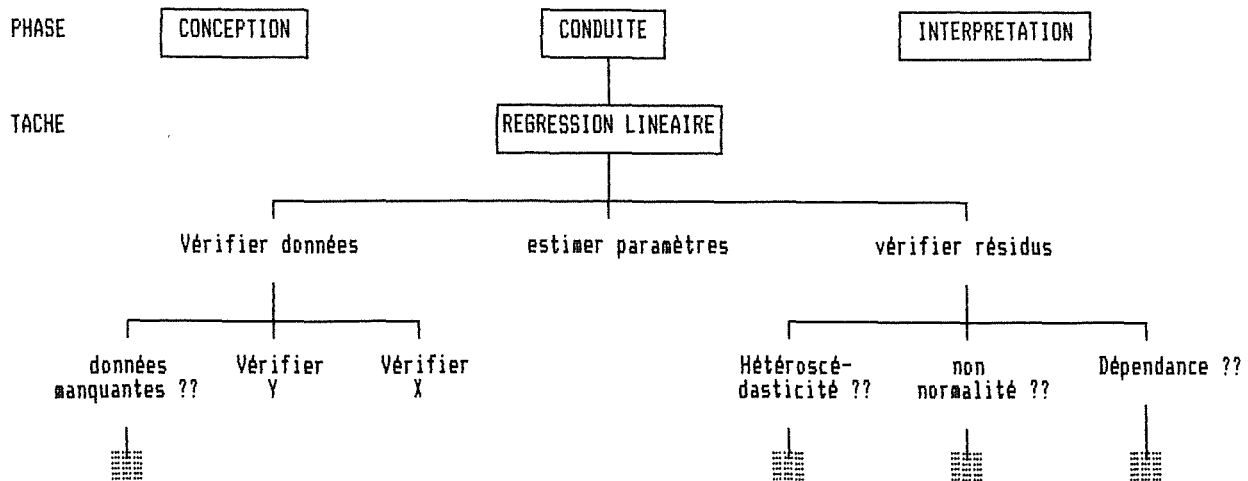 PHASE CONCEPTION CONDUITE INTERPRETATION
TACHE REGRESSION LINEAIRE
Vérifier données estimer paramètres vérifier résidus
données Vérifier Vérifier Hétéroscé- non Dépendance ??
manquantes ?? Y X dasticité ?? normalité ??